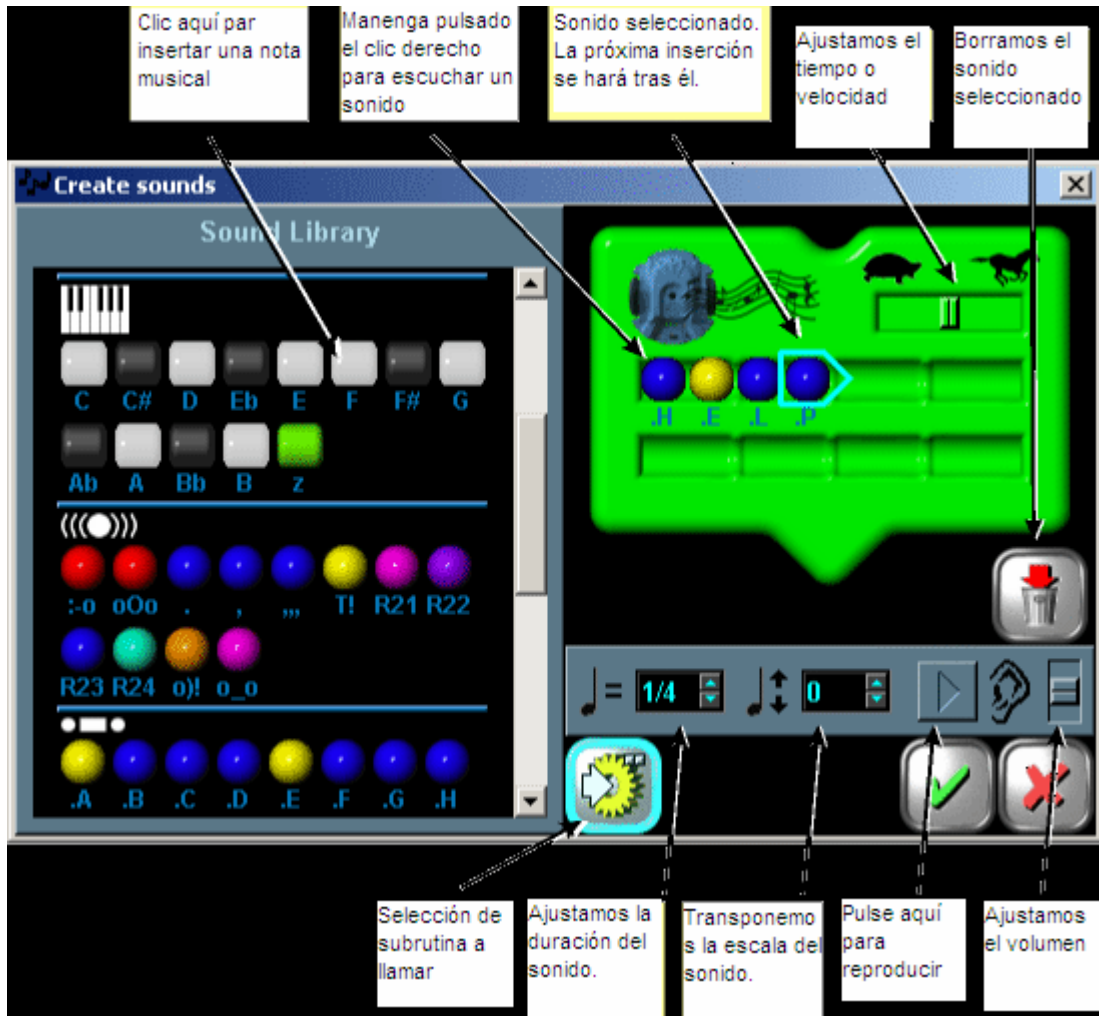 Clic aquí par
insertar una nota
musical
Manenga pulsado
el clic derecho
para escuchar un
sonido
Sonido seleccionado.
La próxima inserción
se hará tras él.
Ajustamos el
tiempo o
velocidad
Borramos el
sonido
seleccionado
Create sounds
Sound Library
C C# D Eb E F F# G
Ab A Bb B z
:-o oOo . , ,,, T! R21 R22
R23 R24 o)! o_o
.A .B .C .D .E .F .G .H
.H .E .L .P
= 1/4 0
Selección de
subrutina a
llamar
Ajustamos la
duración del
sonido.
Transponemo
s la escala del
sonido.
Pulse aquí
para
reproducir
Ajustamos
el volumen